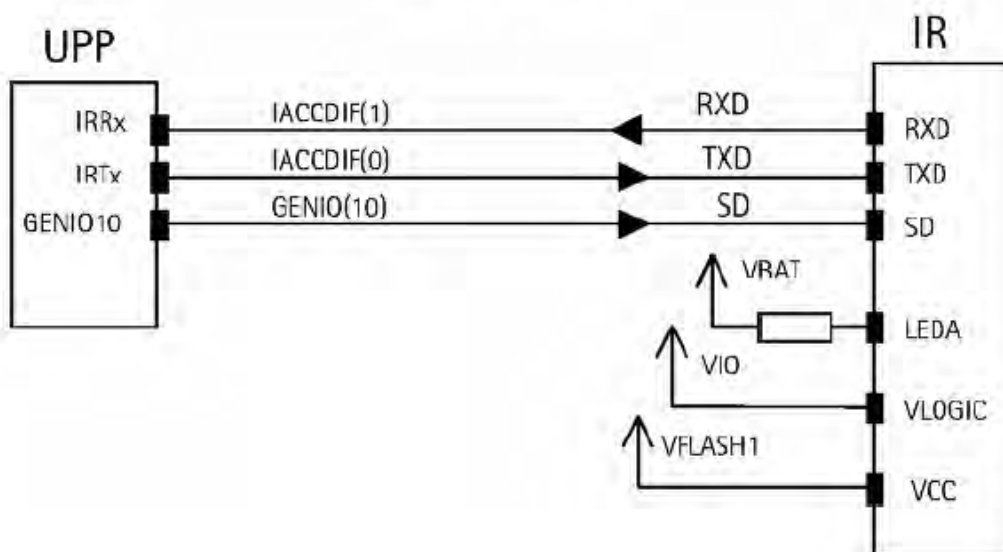 UPP
IR
IRRx IACCDIF(1) RXD RXD
IRTx IACCDIF(0) TXD TXD
GENIO10 GENIO(10) SD SD
VBAT
LEDA
VIO
VLOGIC
VFLASH1
VCC